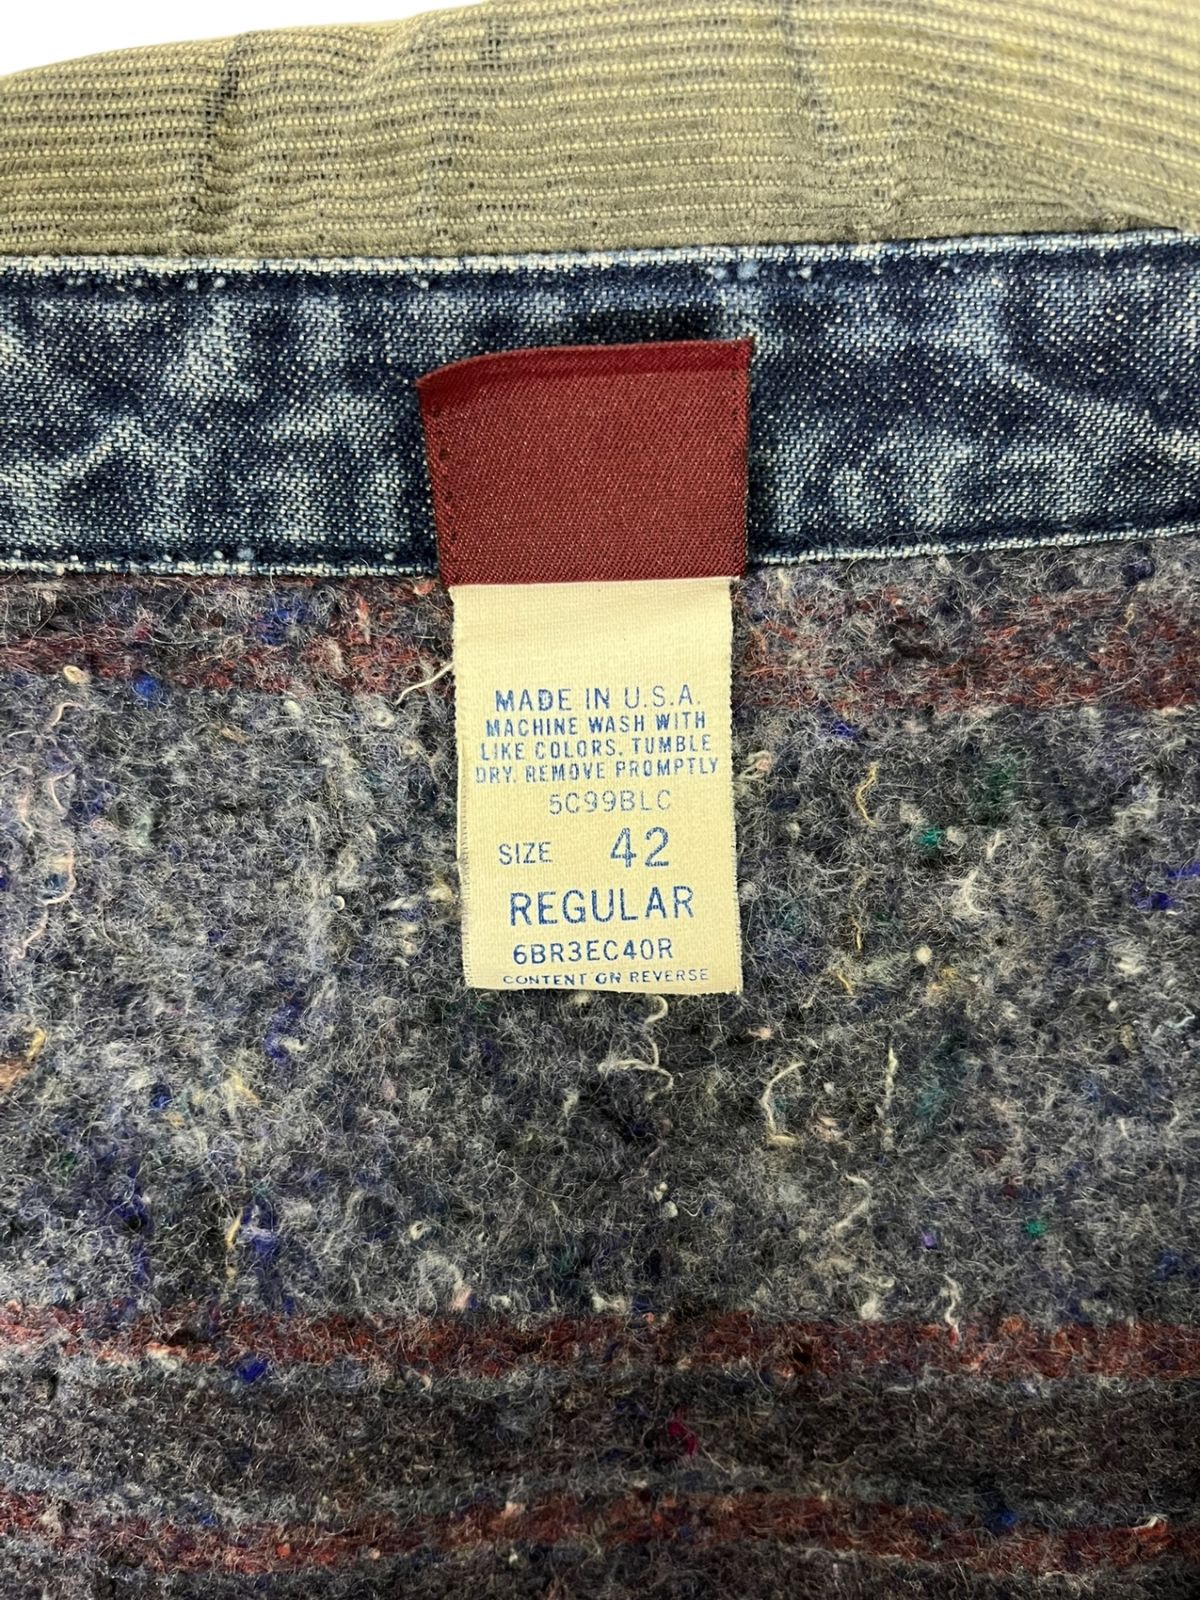 MADE IN U.S.A.
MACHINE WASH WITH
LIKE COLORS. TUMBLE
DRY. REMOVE PROMPTLY
5C99BLC
SIZE 42
REGULAR
6BR3EC40R
CONTENT ON REVERSE